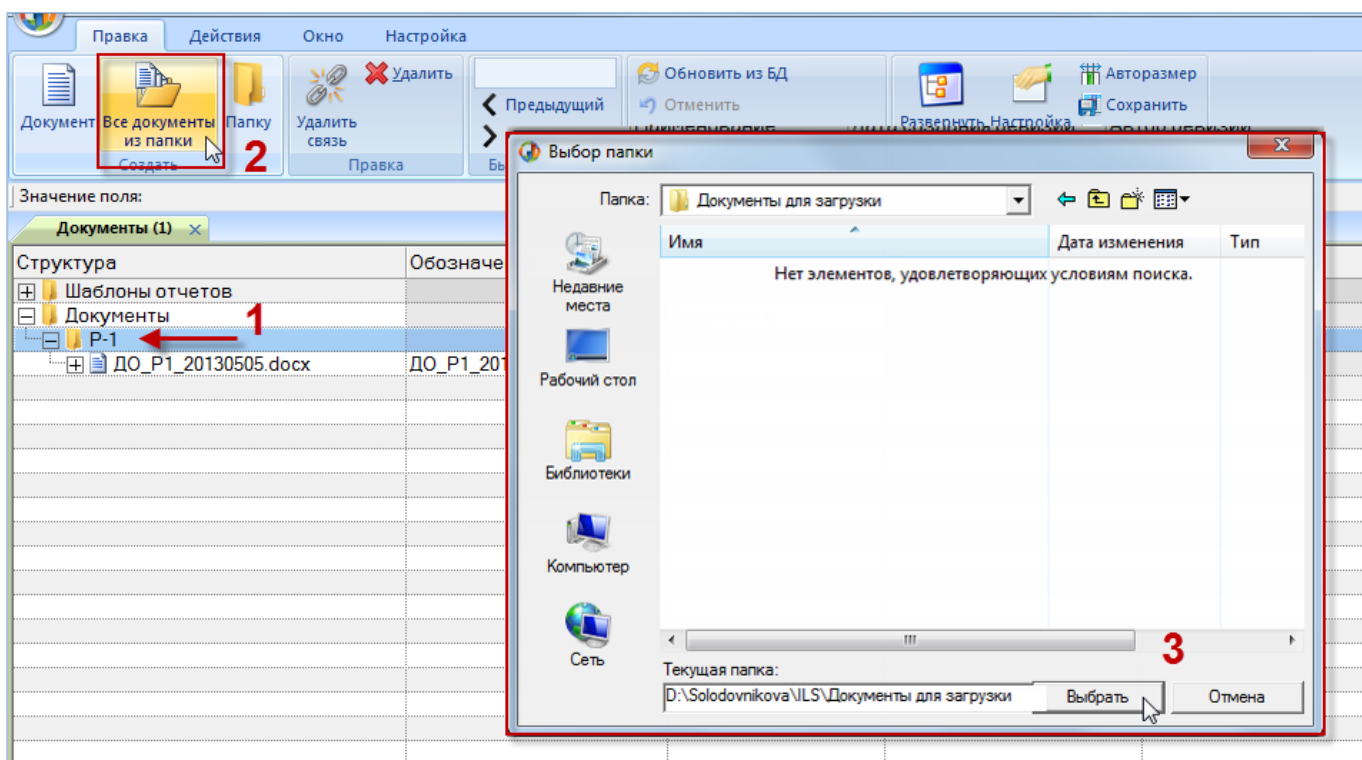 Правка Действия Окно Настройка
Документ
Все документы
из папки
Папку
Создать
2
Удалить
связь
Удалить
Правка
Предыдущий
Обновить из БД
Отменить
Развернуть Настройка
Авторазмер
Сохранить
Значение поля:
Документы (1)
Структура
Обозначе
Шаблоны отчетов
Документы
1
Р-1
ДО_Р1_20130505.docx
ДО_Р1_201
Выбор папки
Папка:
Документы для загрузки
Имя
Дата изменения
Тип
Нет элементов, удовлетворяющих условиям поиска.
Недавние
места
Рабочий стол
Библиотеки
Компьютер
Сеть
3
Текущая папка:
D:\Solodovnikova\ILS\Документы для загрузки
Выбрать
Отмена